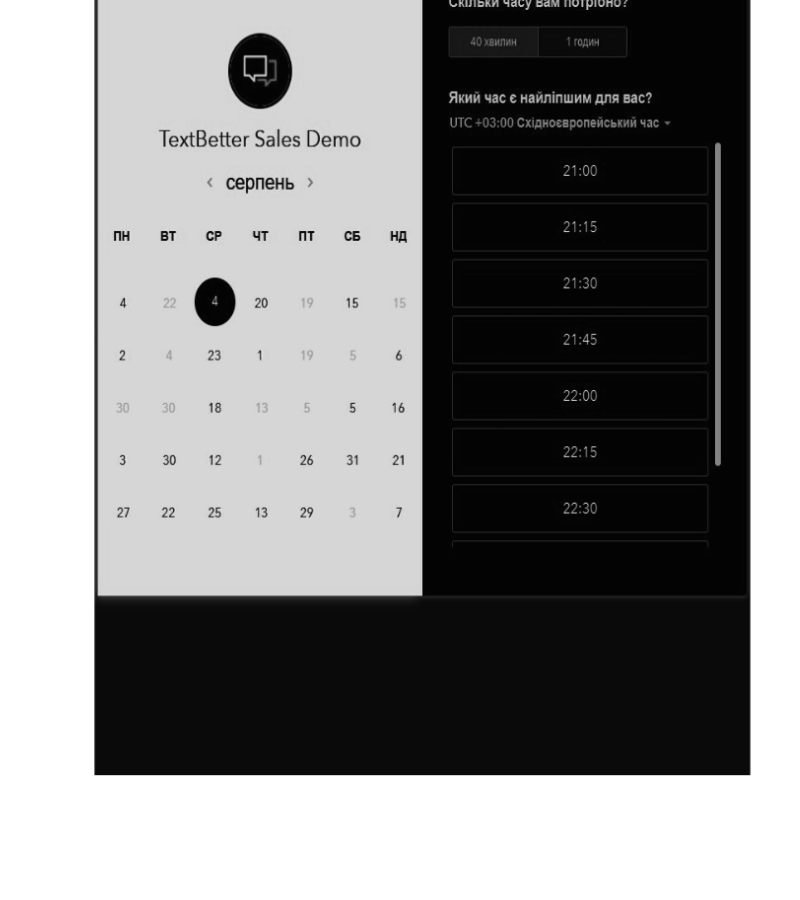 Скільки часу вам потрібно?
40 хвилин 1 годин
Який час є найліпшим для вас?
UTC +03:00 Східноєвропейський час
TextBetter Sales Demo
‹ серпень ›
ПН ВТ СР ЧТ ПТ СБ НД
4 22 4 20 19 15 15
2 4 23 1 19 5 6
30 30 18 13 5 5 16
3 30 12 1 26 31 21
27 22 25 13 29 3 7
21:00
21:15
21:30
21:45
22:00
22:15
22:30